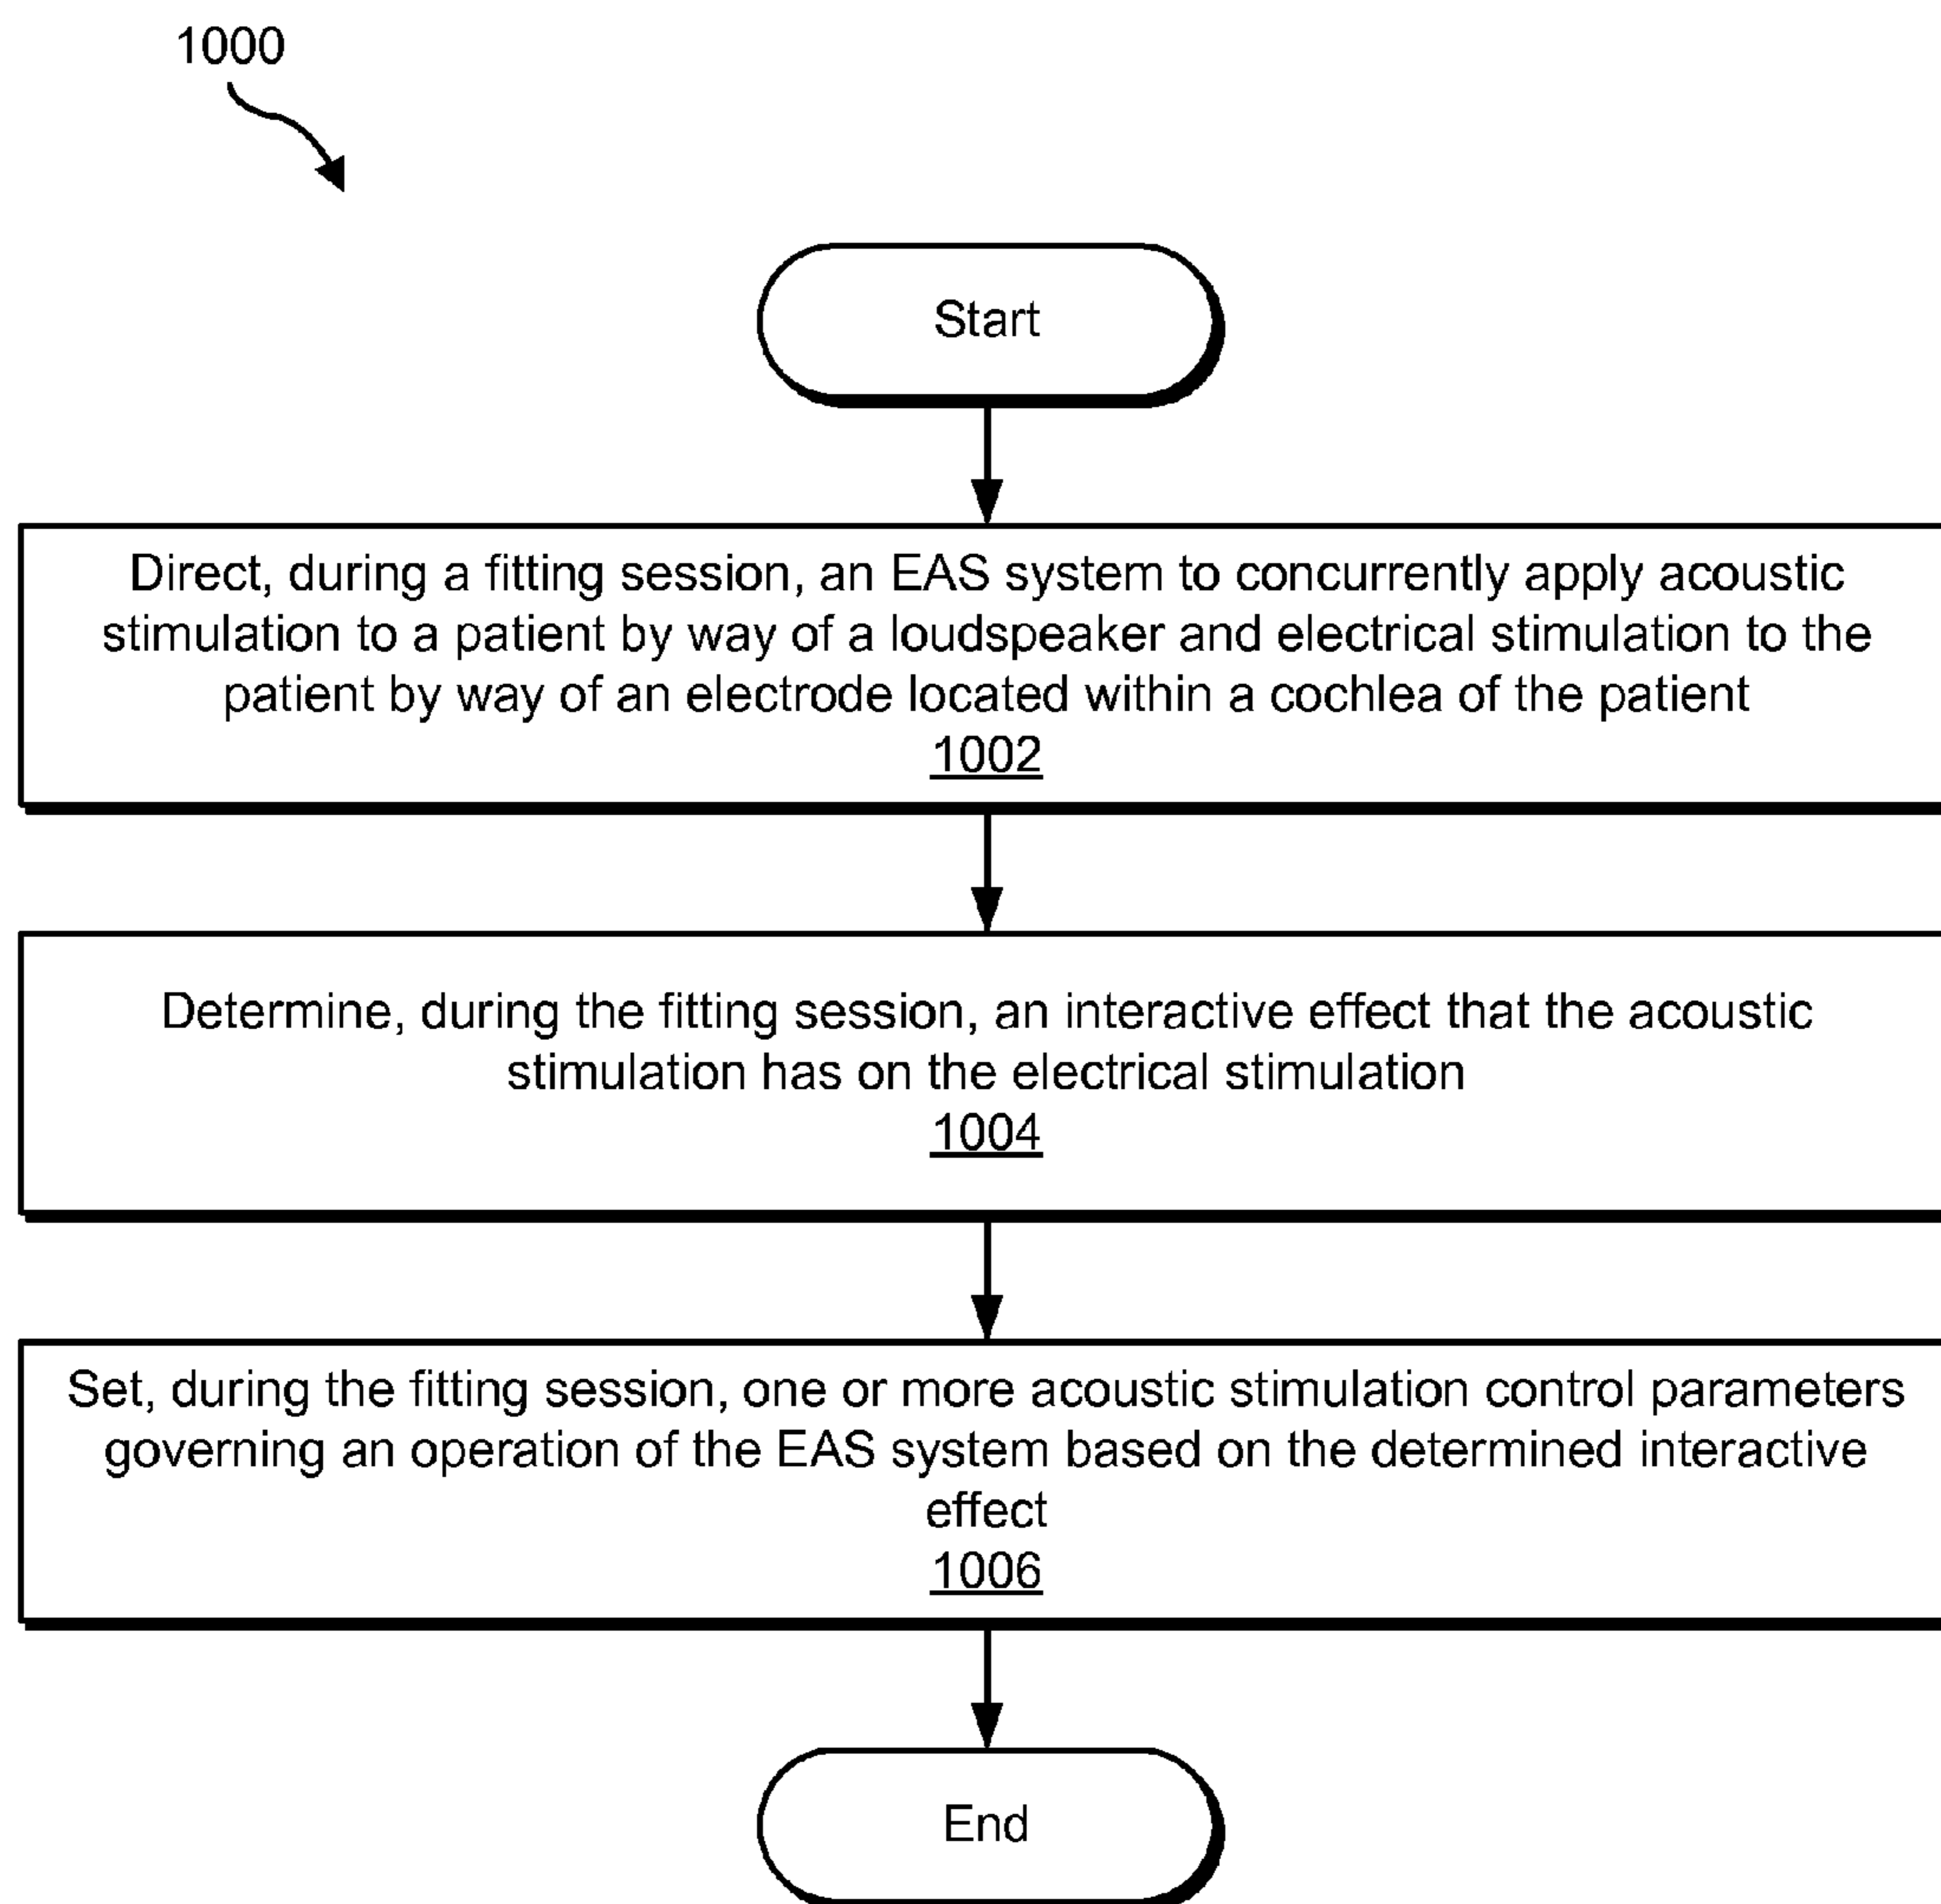 1000
Start
Direct, during a fitting session, an EAS system to concurrently apply acoustic
stimulation to a patient by way of a loudspeaker and electrical stimulation to the
patient by way of an electrode located within a cochlea of the patient
1002
Determine, during the fitting session, an interactive effect that the acoustic
stimulation has on the electrical stimulation
1004
Set, during the fitting session, one or more acoustic stimulation control parameters
governing an operation of the EAS system based on the determined interactive
effect
1006
End